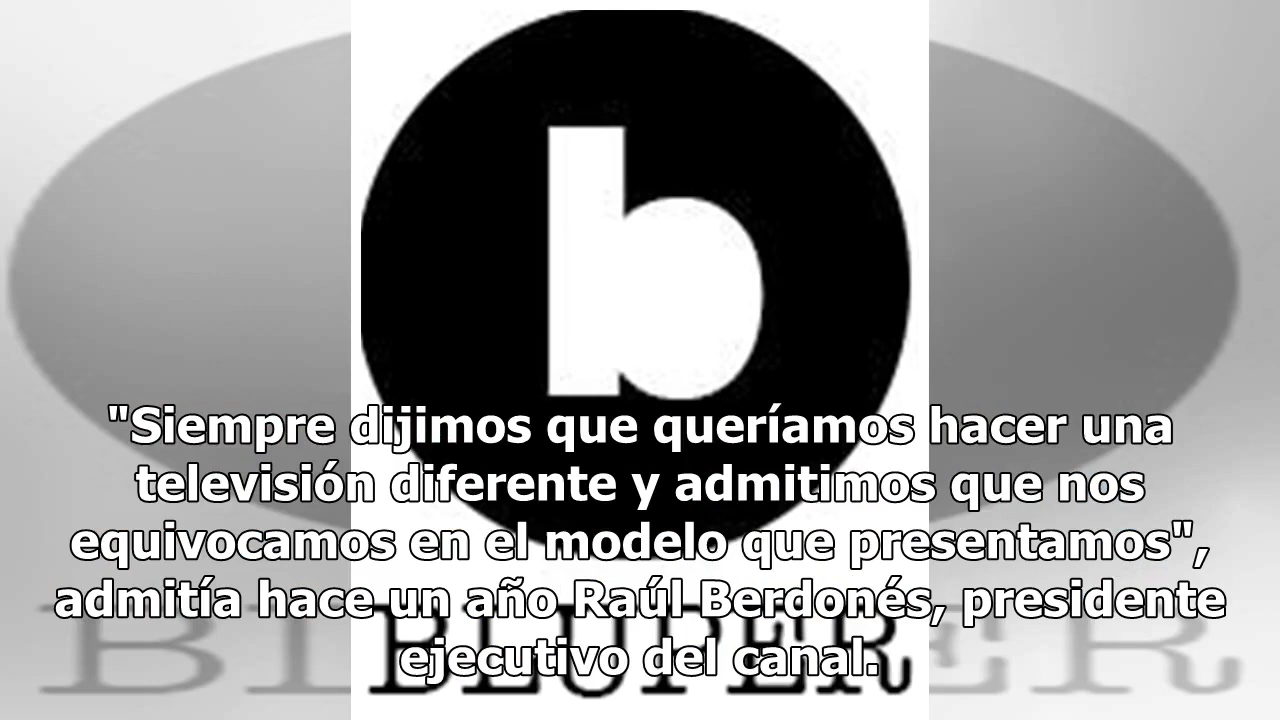 b
"Siempre dijimos que queríamos hacer una
televisión diferente y admitimos que nos
equivocamos en el modelo que presentamos",
admitía hace un año Raúl Berdonés, presidente
ejecutivo del canal.
BLUPER